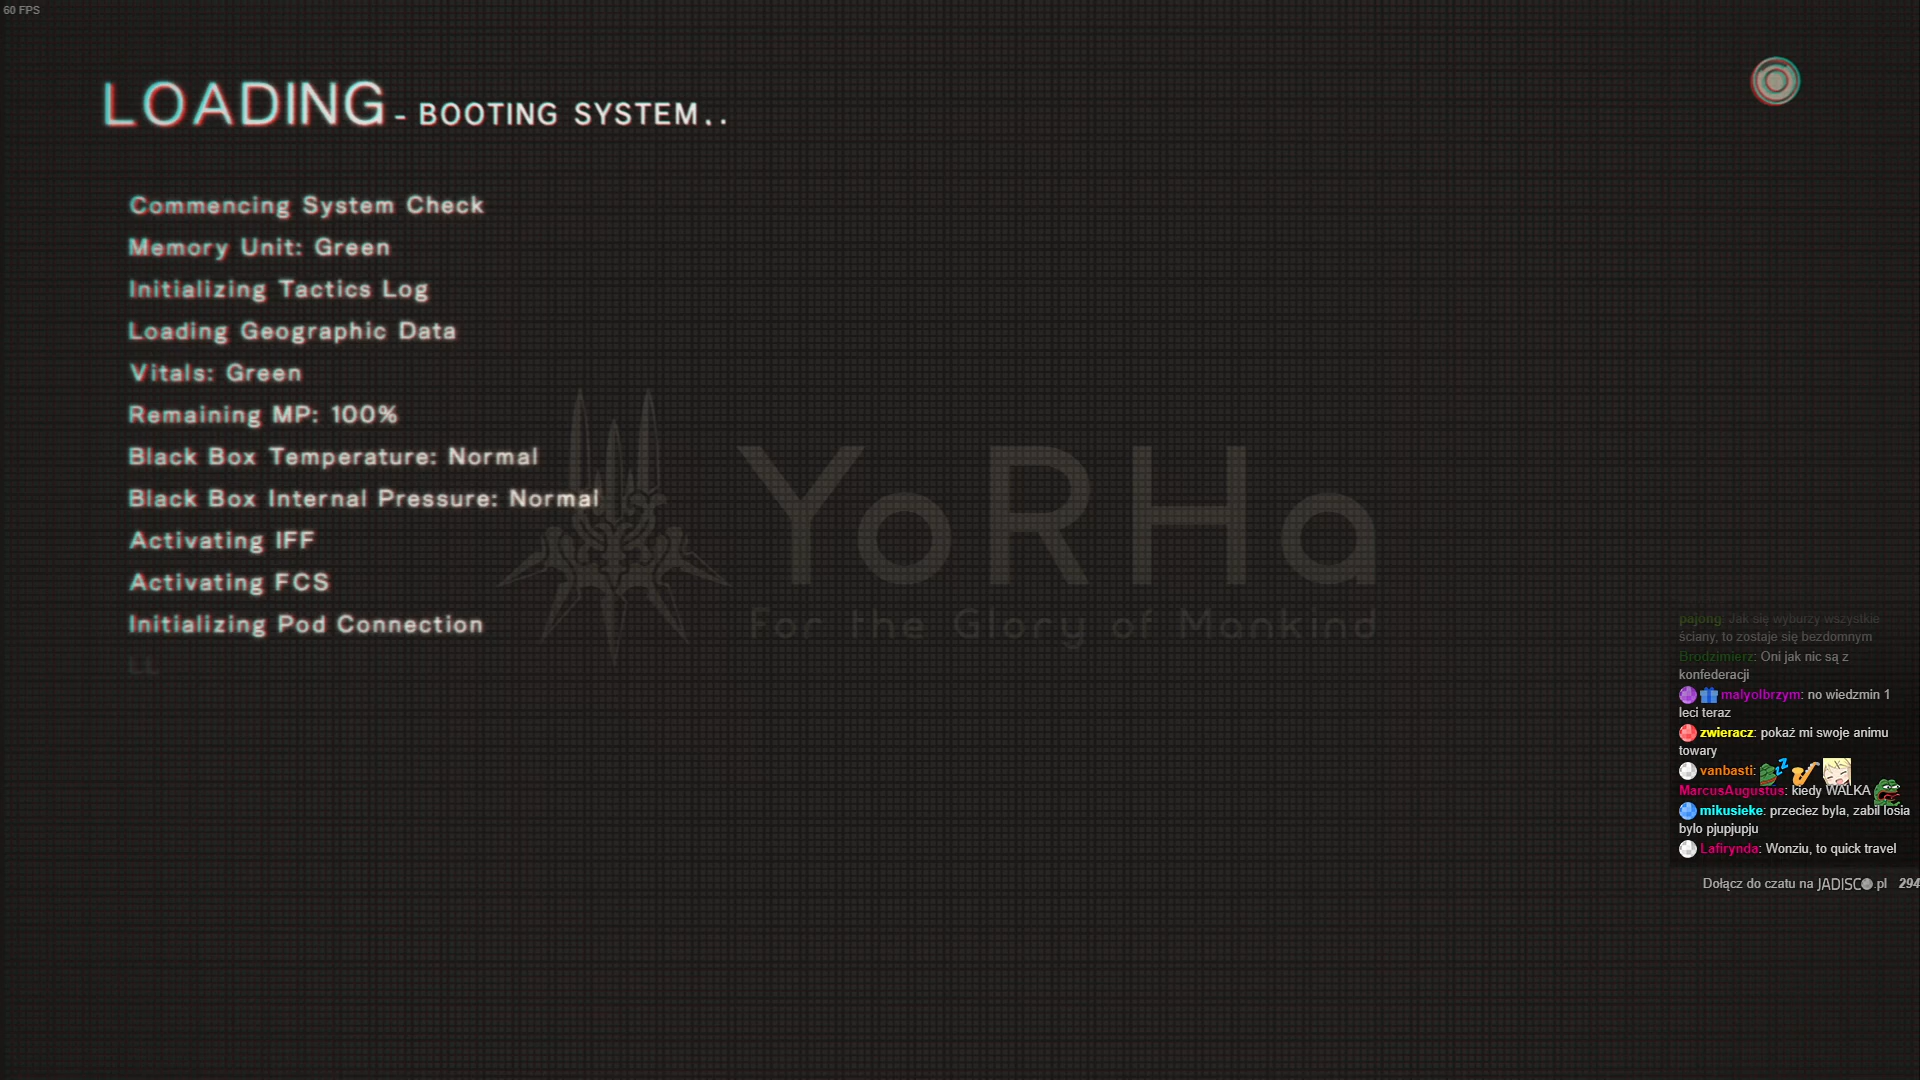 60 FPS
LOADING - BOOTING SYSTEM..
Commencing System Check
Memory Unit: Green
Initializing Tactics Log
Loading Geographic Data
Vitals: Green
Remaining MP: 100%
Black Box Temperature: Normal
Black Box Internal Pressure: Normal
Activating IFF
Activating FCS
Initializing Pod Connection
LL
YoRHa
For the Glory of Mankind
pajong: Jak się wyburzy wszystkie
ściany, to zostaje się bezdomnym
Brodzimierz: Oni jak nic są z
konfederacji
malyolbrzym: no wiedzmin 1
leci teraz
zwieracz: pokaż mi swoje animu
towary
vanbasti:
MarcusAugustus: kiedy WALKA
mikusieke: przeciez byla, zabil losia
bylo pjupjupju
Lafirynda: Wonziu, to quick travel
Dołącz do czatu na JADISCO.pl 294